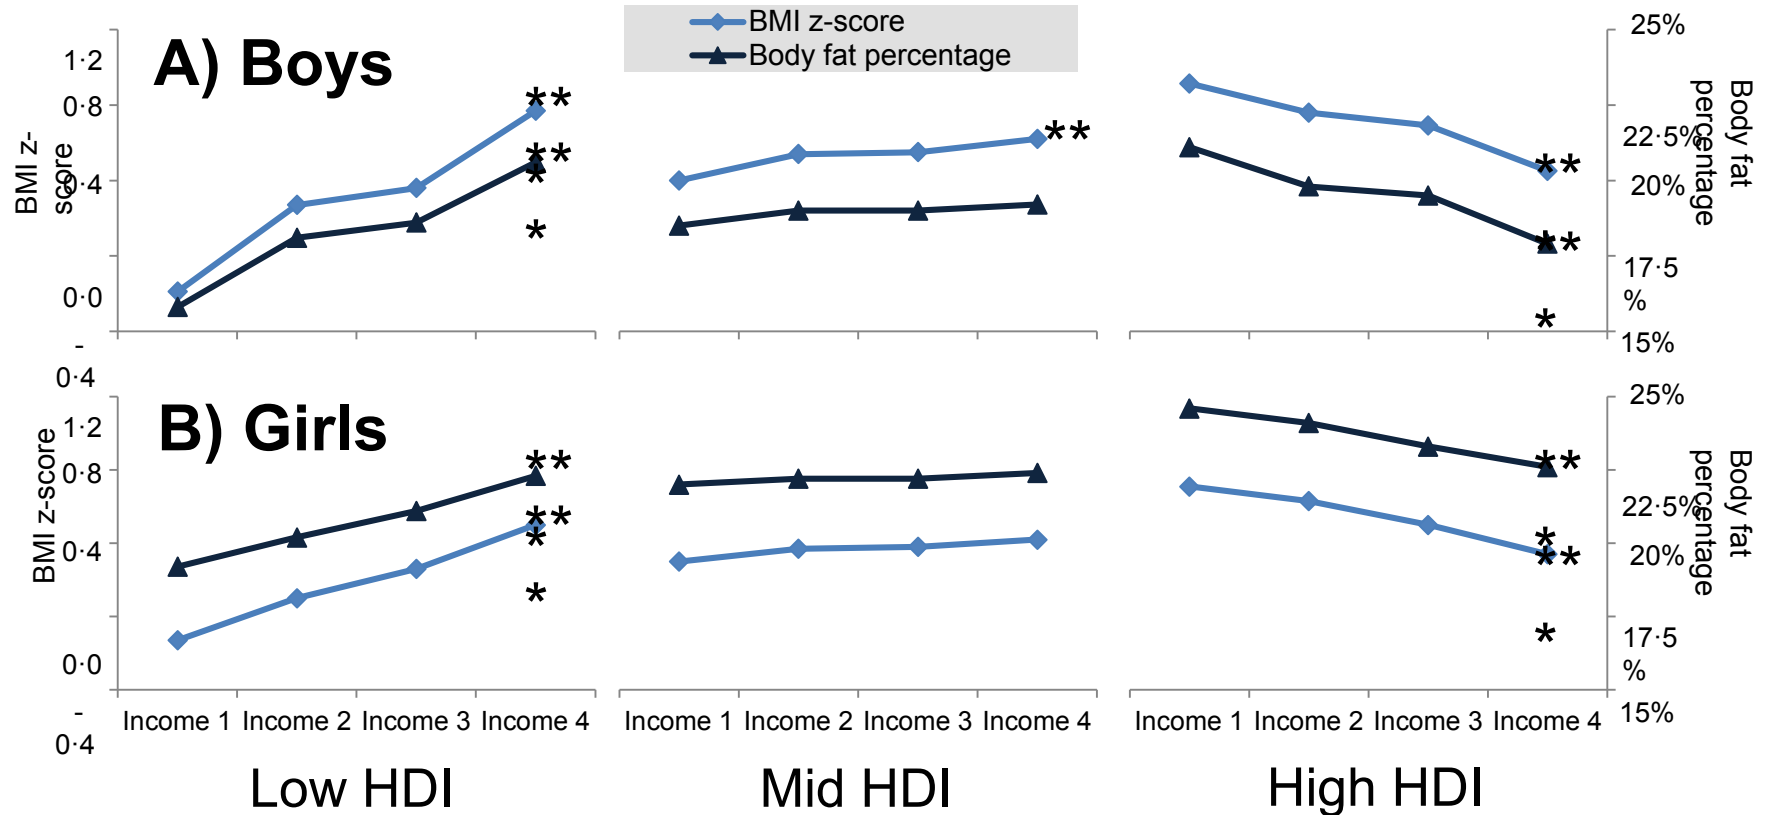 BMI z-score
Body fat percentage
A) Boys
1·2
0·8
0·4
0·0
-
0·4
BMI z-
score
**
**
*
*
**
**
**
*
25%
22·5%
20%
17·5
%
15%
Body fat
percentage
B) Girls
1·2
0·8
0·4
0·0
-
0·4
BMI z-score
**
**
*
*
**
*
**
*
25%
22·5%
20%
17·5
%
15%
Body fat
percentage
Income 1 Income 2 Income 3 Income 4
Income 1 Income 2 Income 3 Income 4
Income 1 Income 2 Income 3 Income 4
Low HDI
Mid HDI
High HDI